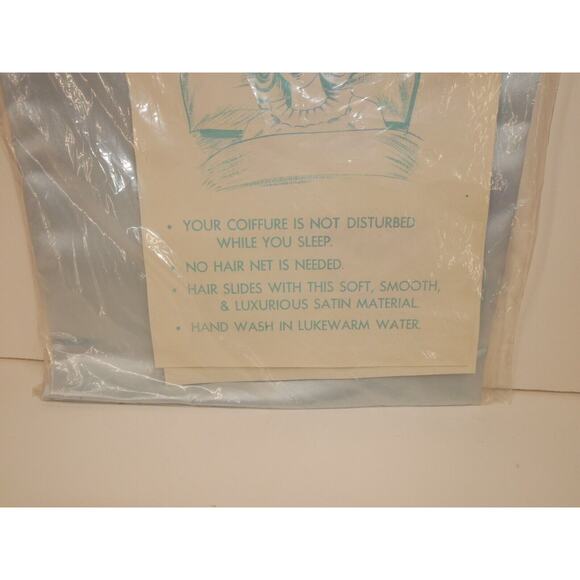 • YOUR COIFFURE IS NOT DISTURBED
WHILE YOU SLEEP.
• NO HAIR NET IS NEEDED.
• HAIR SLIDES WITH THIS SOFT, SMOOTH,
& LUXURIOUS SATIN MATERIAL.
• HAND WASH IN LUKEWARM WATER.